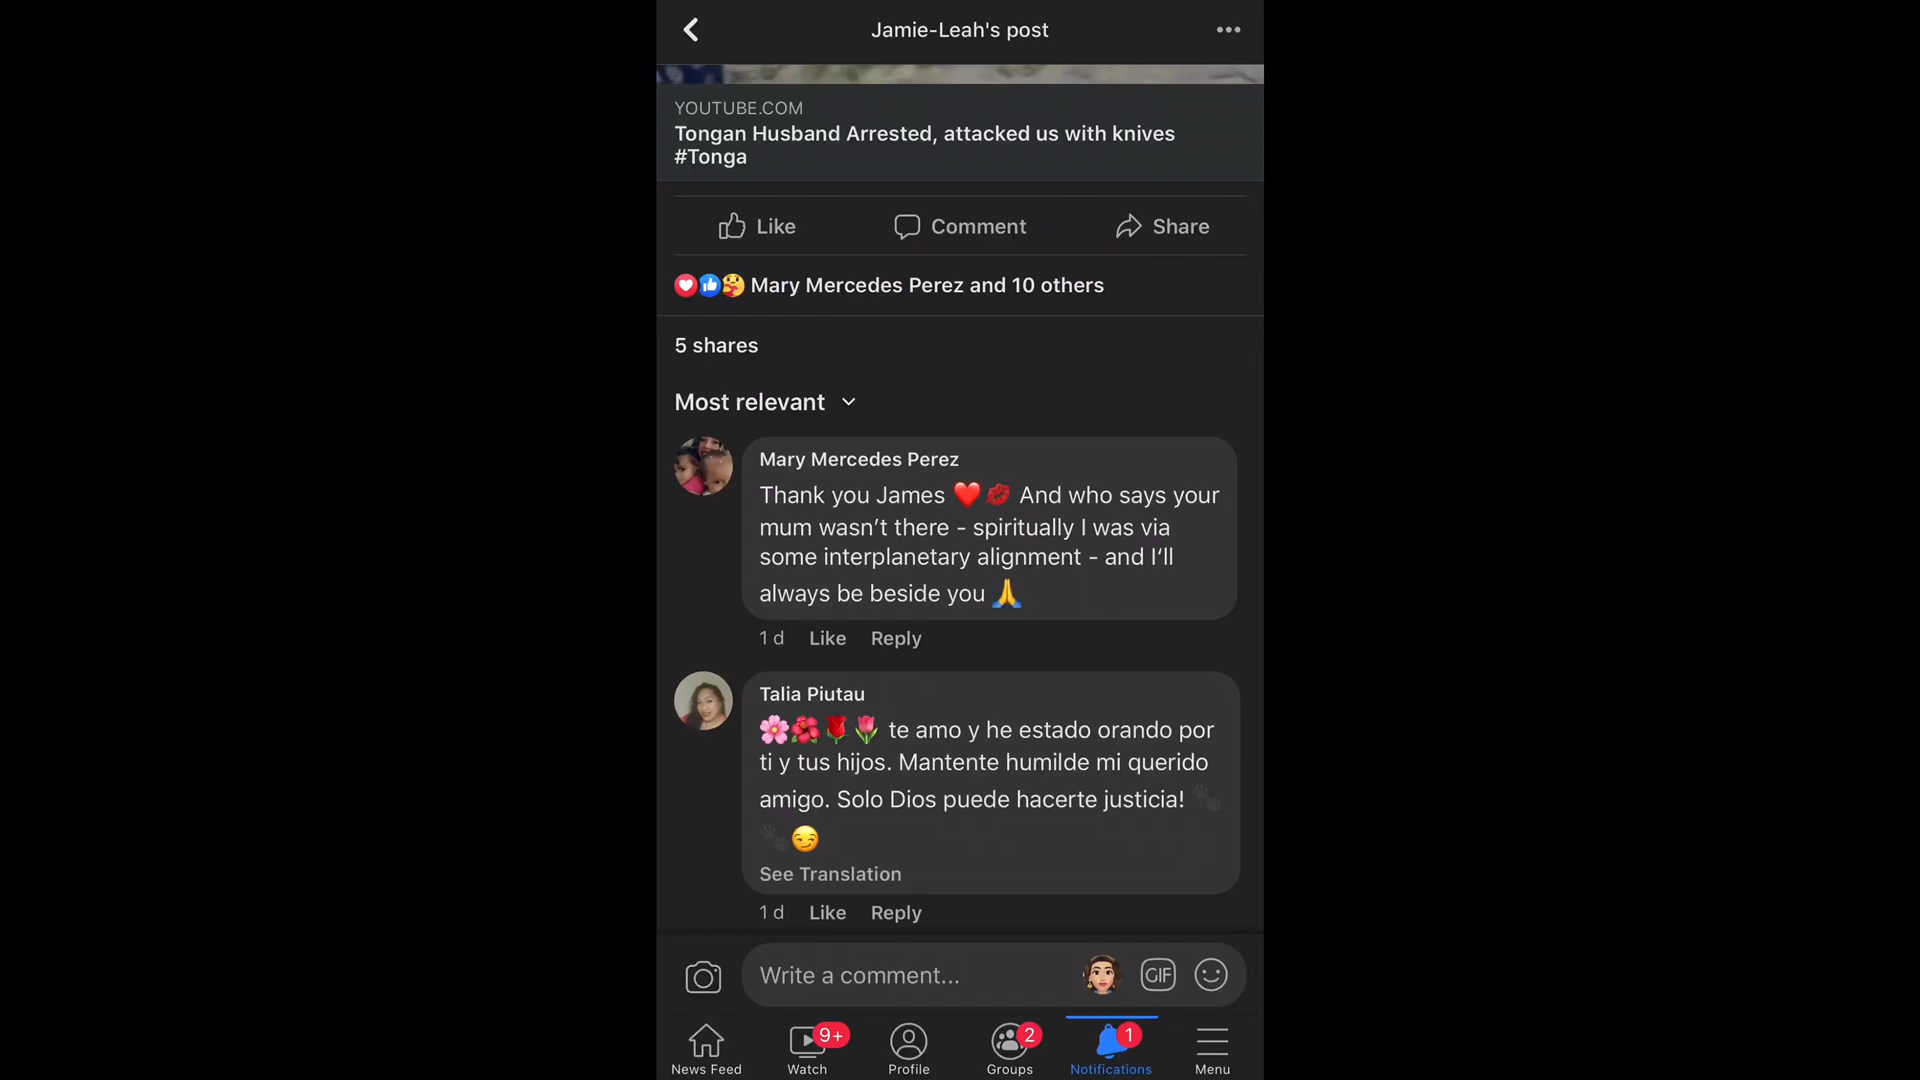 Jamie-Leah's post
YOUTUBE.COM
Tongan Husband Arrested, attacked us with knives
#Tonga
Like Comment Share
Mary Mercedes Perez and 10 others
5 shares
Most relevant
Mary Mercedes Perez
Thank you James ❤️💋 And who says your
mum wasn’t there - spiritually I was via
some interplanetary alignment - and I‘ll
always be beside you 🙏
1 d Like Reply
Talia Piutau
🌸🌺🌹🌷 te amo y he estado orando por
ti y tus hijos. Mantente humilde mi querido
amigo. Solo Dios puede hacerte justicia! 🐾
🐾😏
See Translation
1 d Like Reply
Write a comment... GIF
9+ 2 1
News Feed Watch Profile Groups Notifications Menu